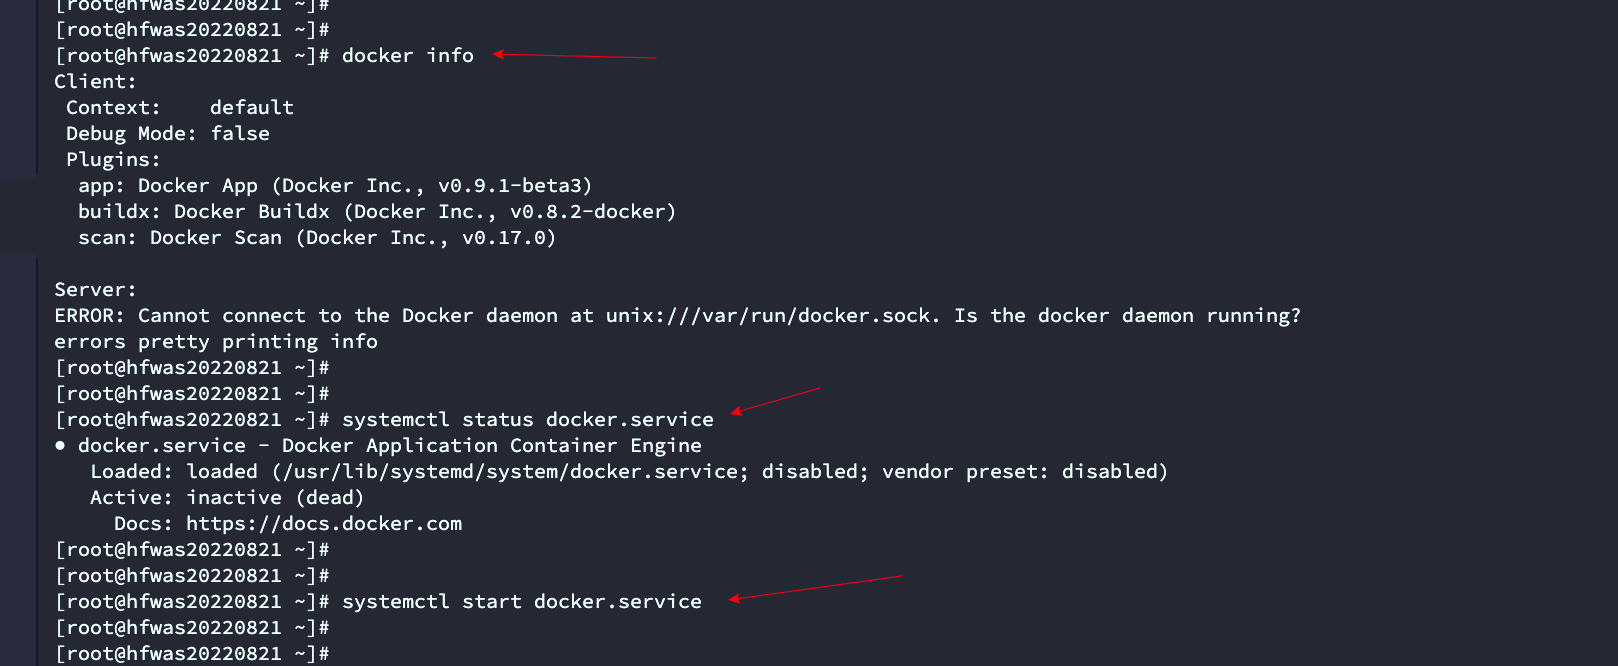 [root@hfwas20220821 ~]#
[root@hfwas20220821 ~]#
[root@hfwas20220821 ~]# docker info
Client:
 Context:    default
 Debug Mode: false
 Plugins:
  app: Docker App (Docker Inc., v0.9.1-beta3)
  buildx: Docker Buildx (Docker Inc., v0.8.2-docker)
  scan: Docker Scan (Docker Inc., v0.17.0)

Server:
ERROR: Cannot connect to the Docker daemon at unix:///var/run/docker.sock. Is the docker daemon running?
errors pretty printing info
[root@hfwas20220821 ~]#
[root@hfwas20220821 ~]#
[root@hfwas20220821 ~]# systemctl status docker.service
● docker.service - Docker Application Container Engine
   Loaded: loaded (/usr/lib/systemd/system/docker.service; disabled; vendor preset: disabled)
   Active: inactive (dead)
     Docs: https://docs.docker.com
[root@hfwas20220821 ~]#
[root@hfwas20220821 ~]#
[root@hfwas20220821 ~]# systemctl start docker.service
[root@hfwas20220821 ~]#
[root@hfwas20220821 ~]#